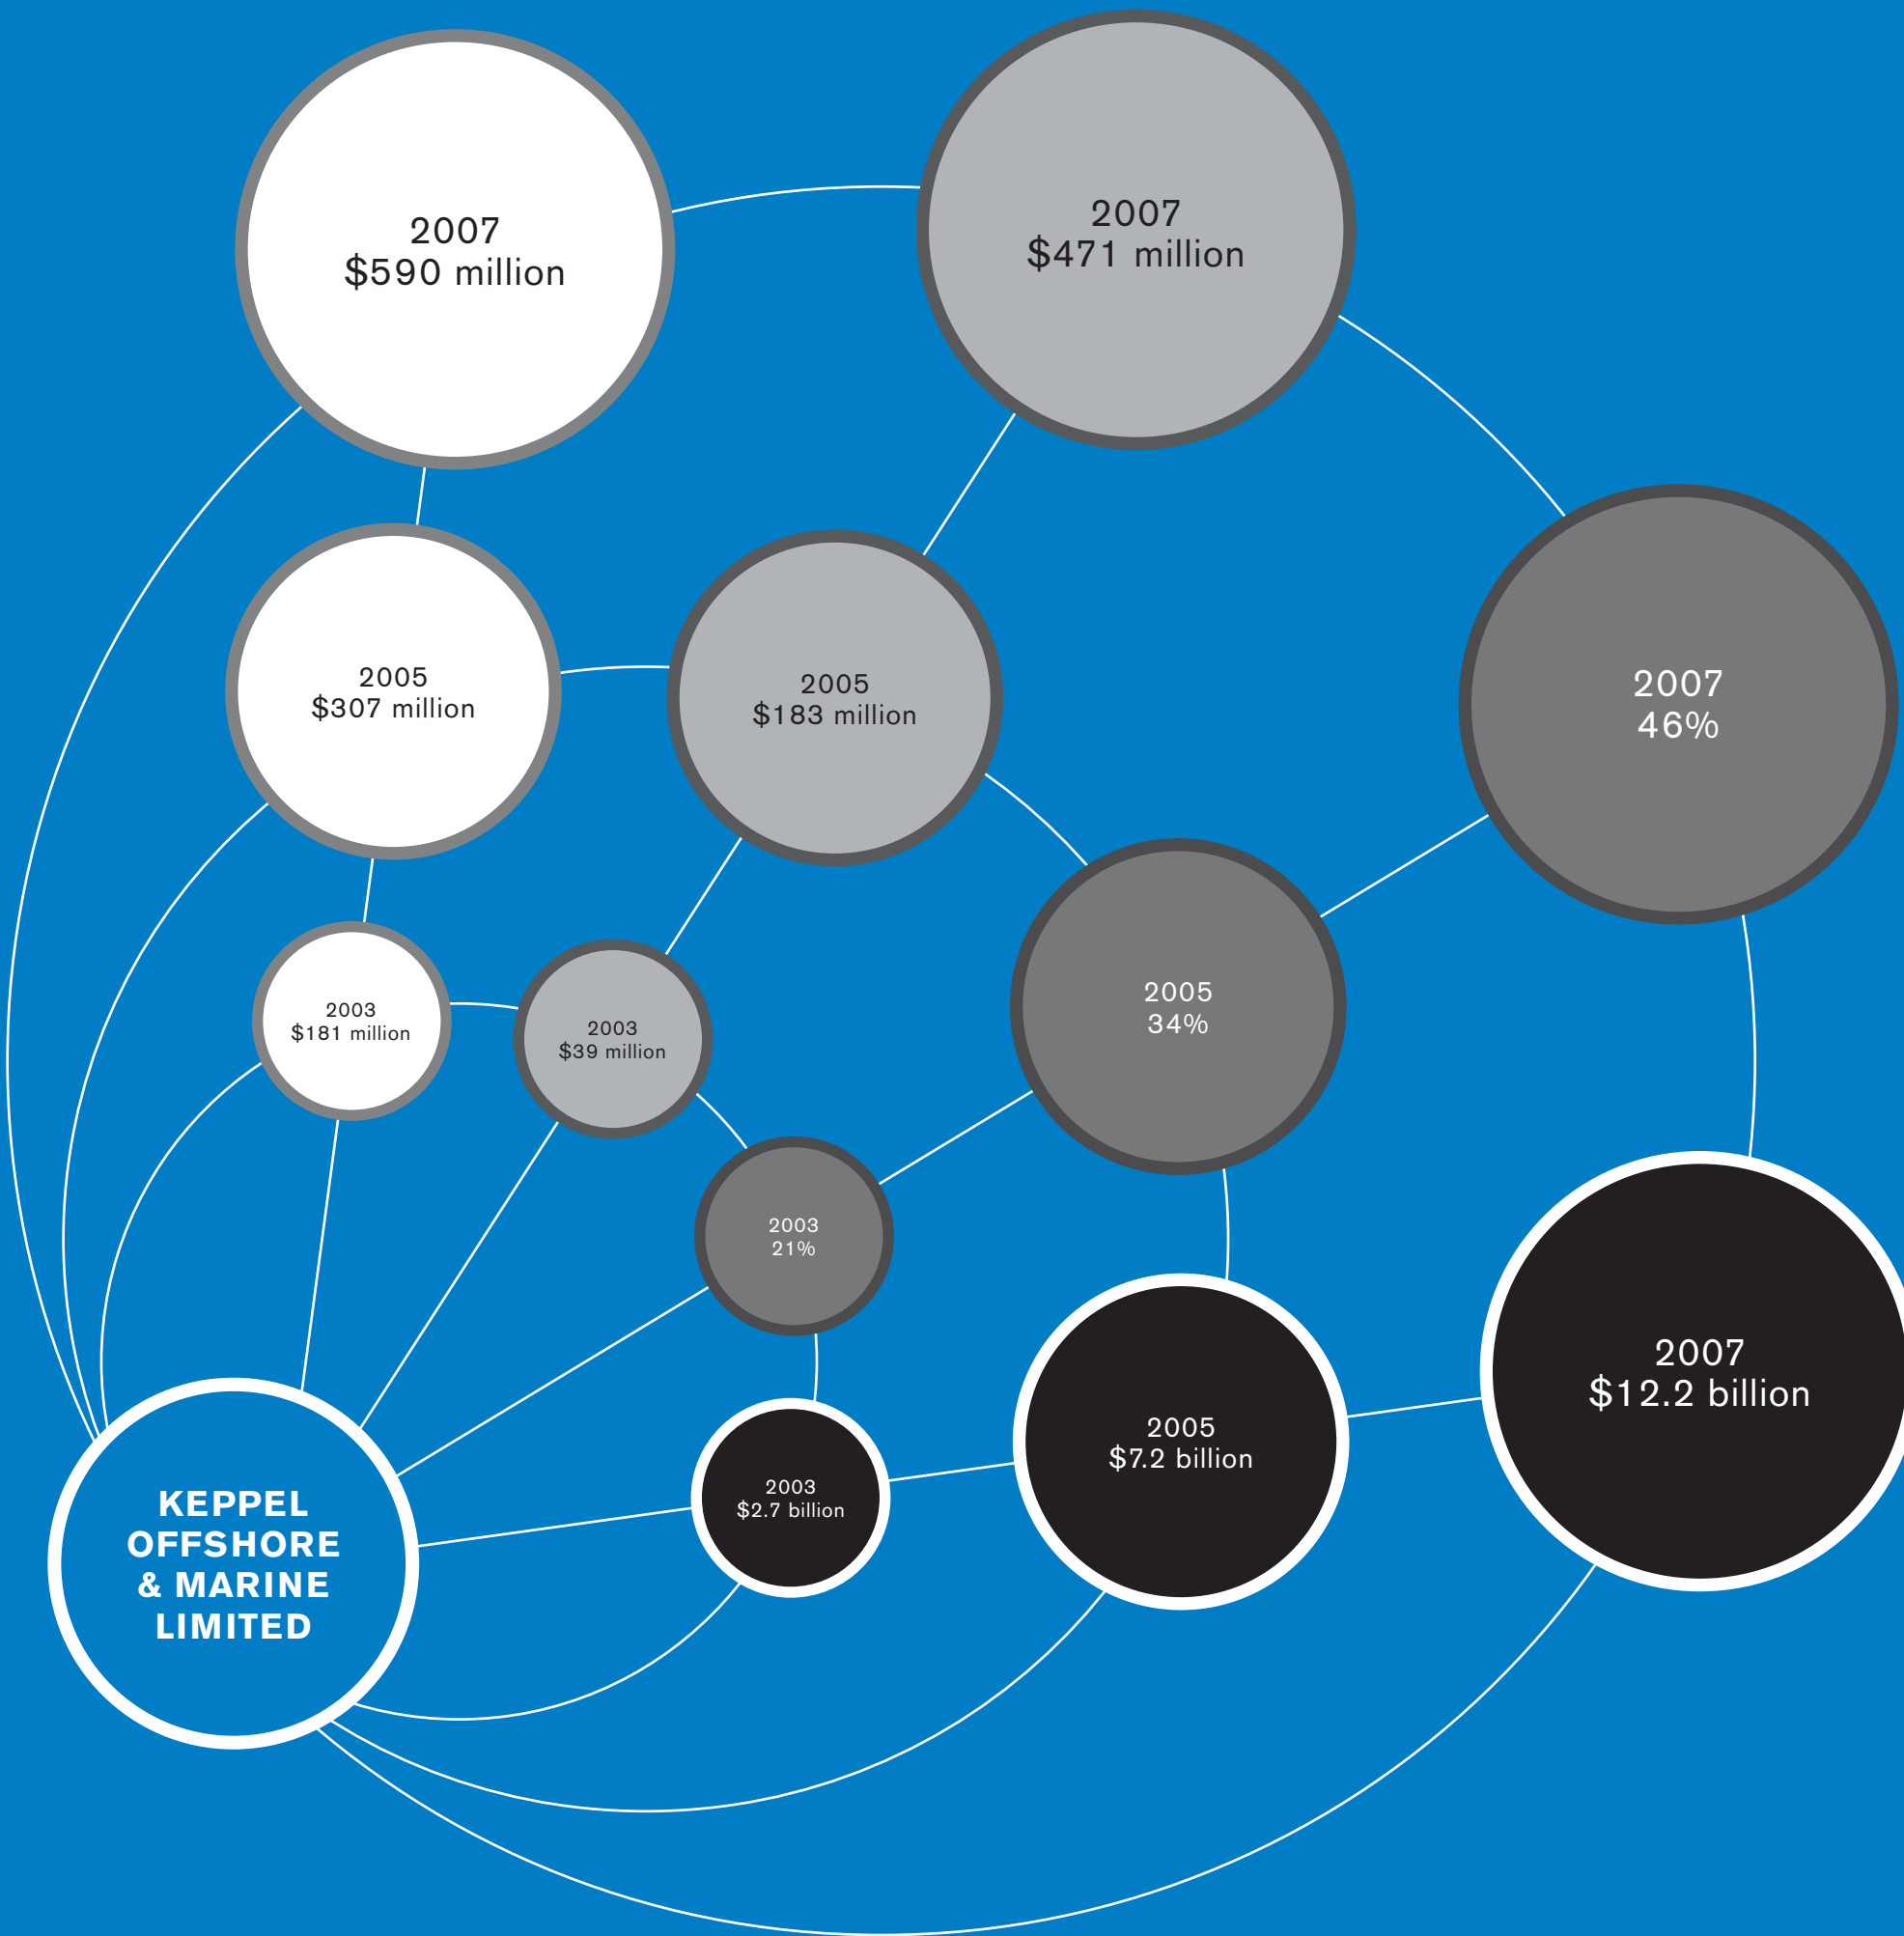 2007
$590 million
2007
$471 million
2005
$307 million
2005
$183 million
2007
46%
2003
$181 million
2003
$39 million
2005
34%
2003
21%
2007
$12.2 billion
2005
$7.2 billion
2003
$2.7 billion
KEPPEL
OFFSHORE
& MARINE
LIMITED